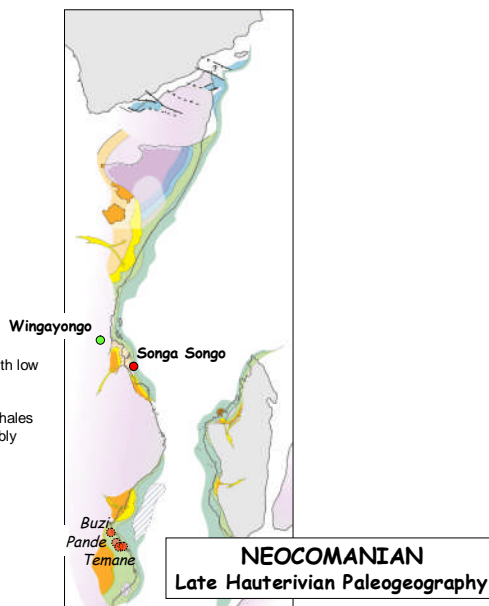 Wingayongo
Songa Songo
th low
hales
bly
Buzi
Pande
Temane
NEOCOMANIAN
Late Hauterivian Paleogeography